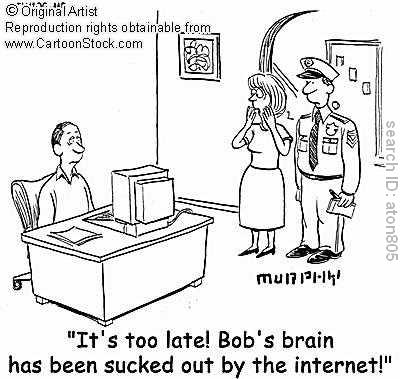 © Original Artist
Reproduction rights obtainable from
www.CartoonStock.com
search ID: aton805
"It's too late! Bob's brain
has been sucked out by the internet!"